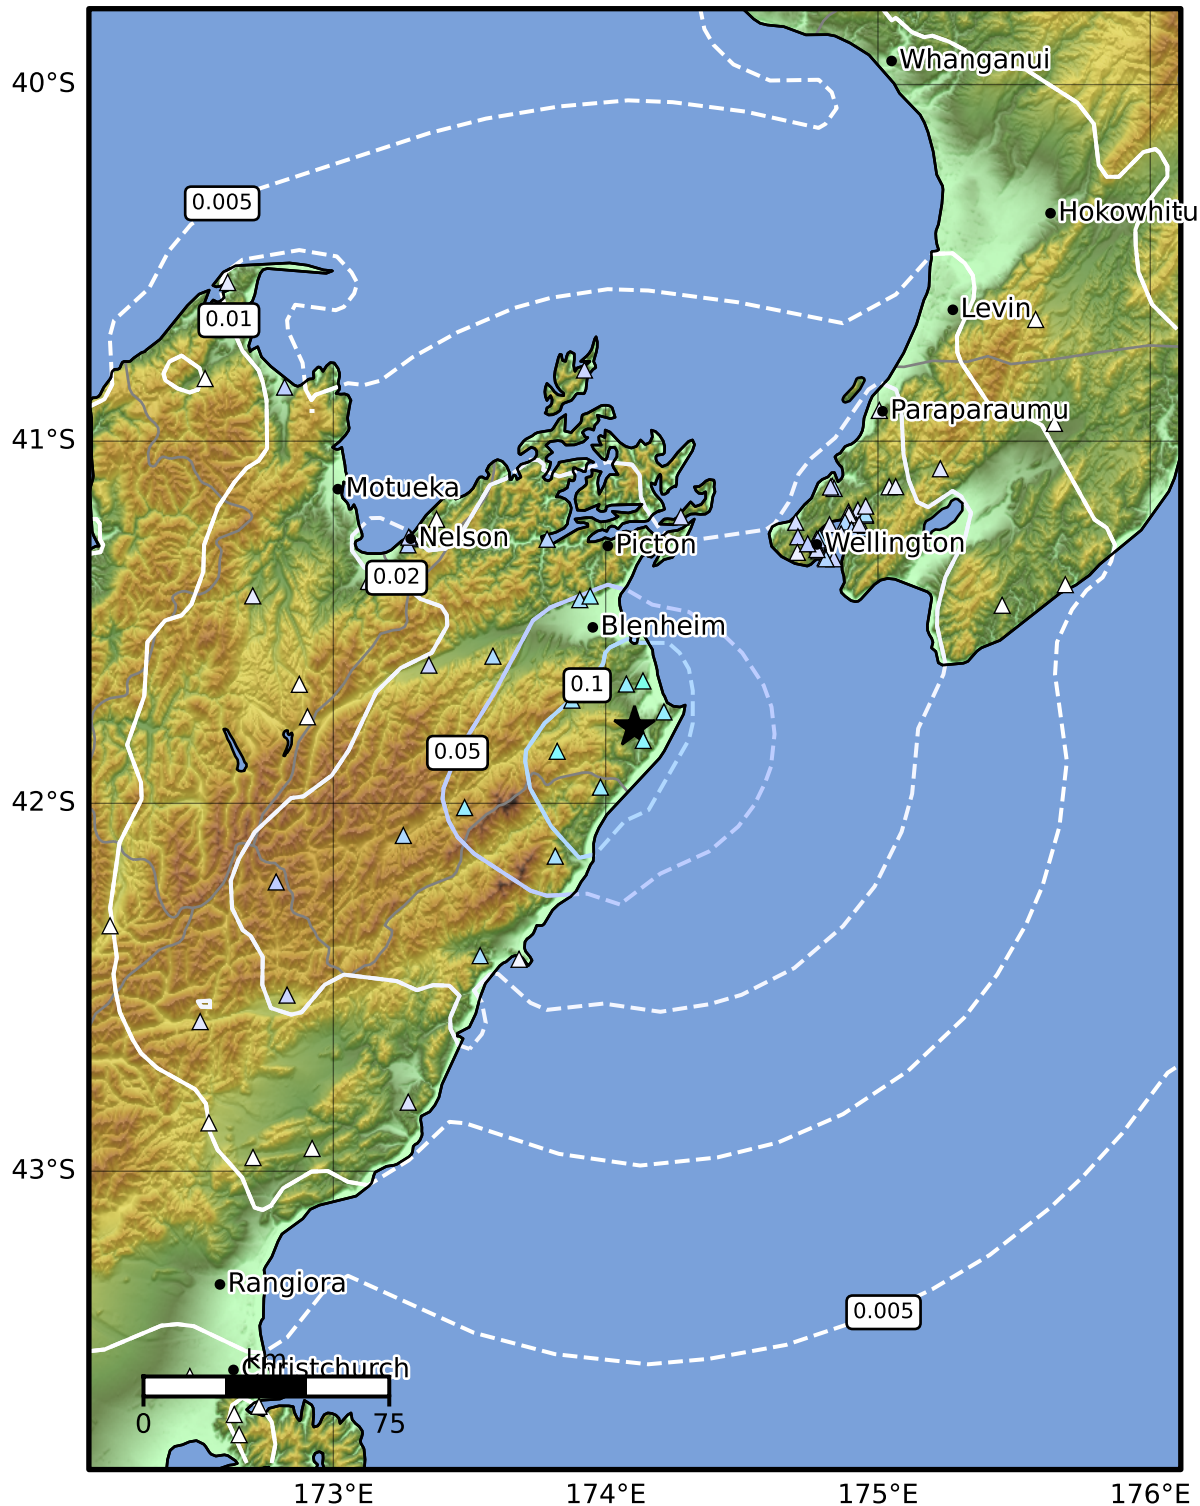 40°S
Whanganui
0.005
Hokowhitu
0.01
Levin
Paraparaumu
41°S
Motueka
Nelson
Picton
Wellington
0.02
Blenheim
0.1
0.05
42°S
43°S
Rangiora
0.005
km
Christchurch
0
75
173°E
174°E
175°E
176°E